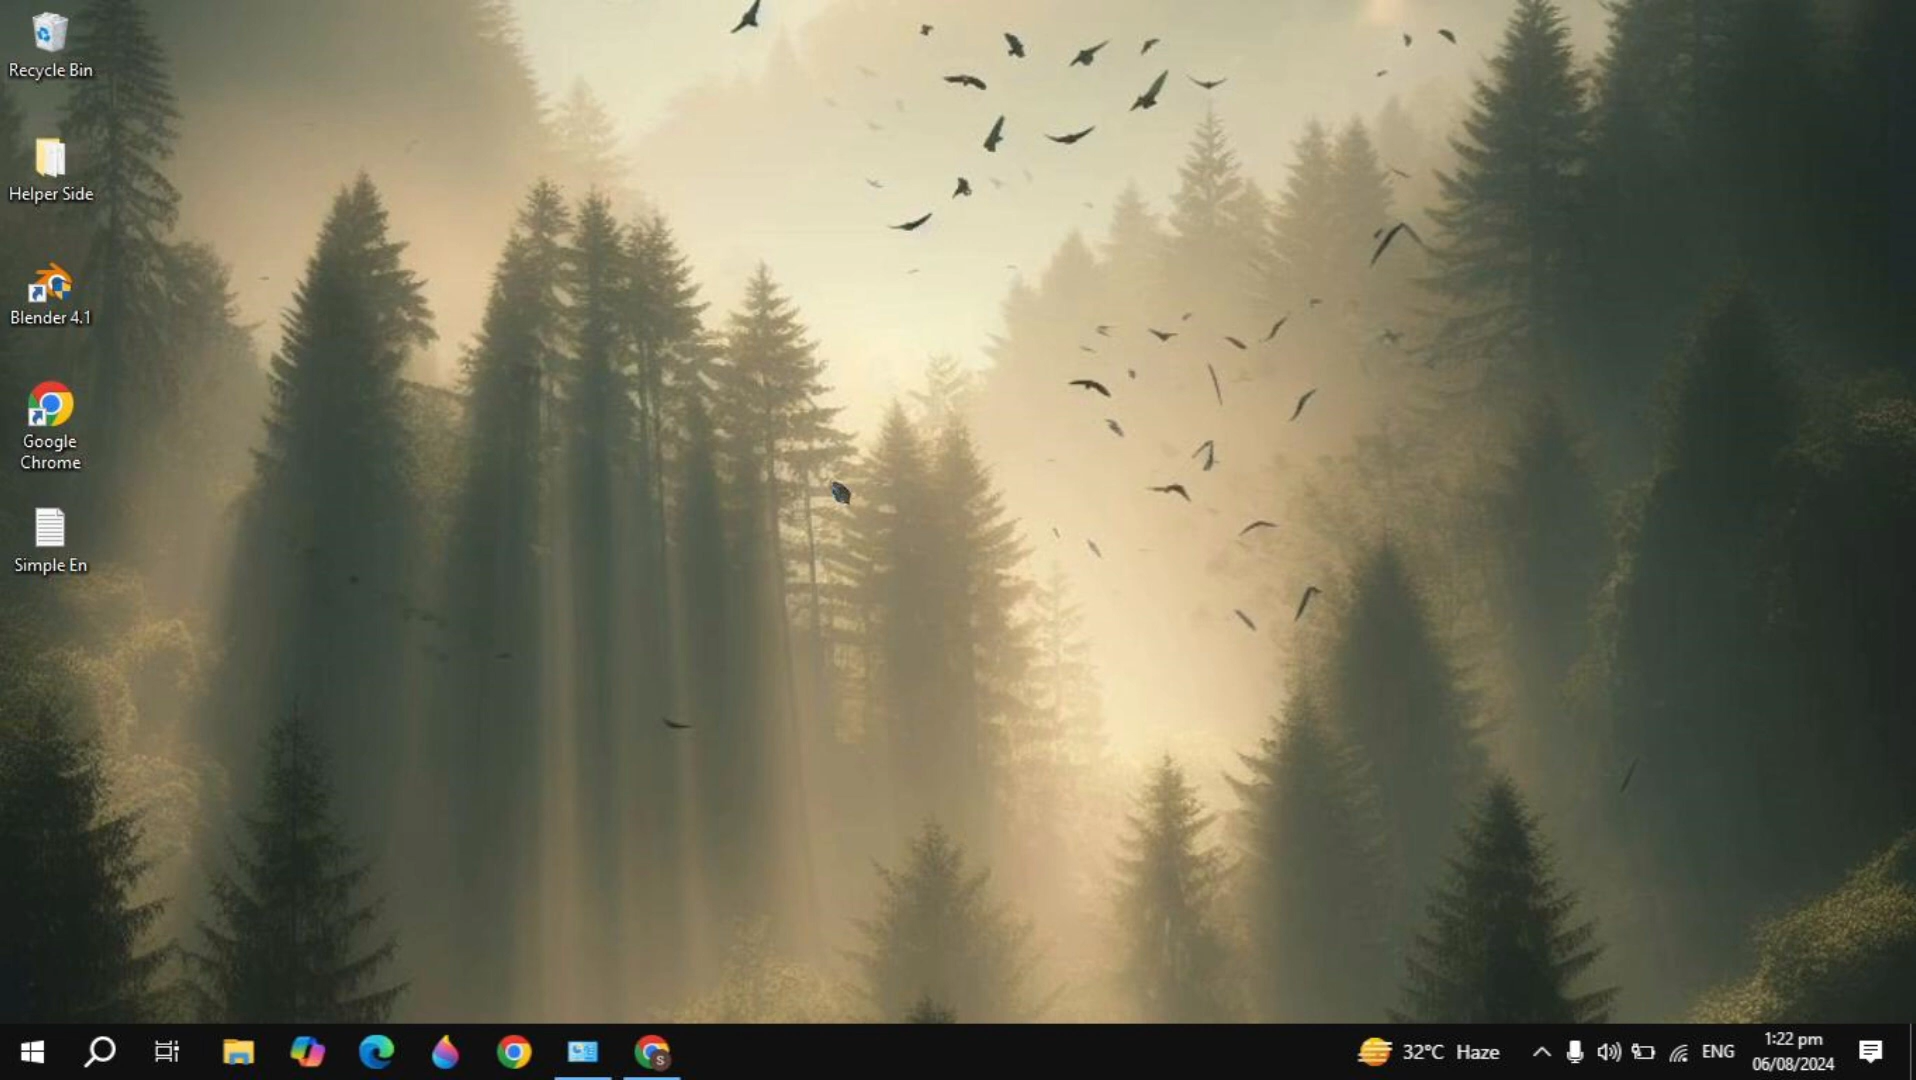 Recycle Bin
Helper Side
Blender 4.1
Google
Chrome
Simple En
S
32°C Haze
ENG
1:22 pm
06/08/2024